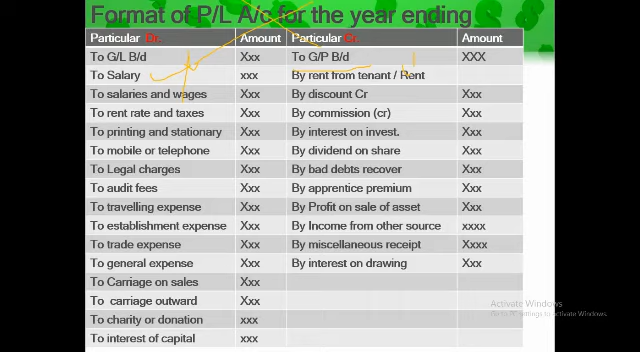 Format of P/L A/c for the year ending
Particular Dr. Amount Particular Cr. Amount
To G/L B/d Xxx To G/P B/d XXX
To Salary xxx By rent from tenant / Rent
To salaries and wages Xxx By discount Cr Xxx
To rent rate and taxes Xxx By commission (cr) Xxx
To printing and stationary Xxx By interest on invest. Xxx
To mobile or telephone Xxx By dividend on share Xxx
To Legal charges Xxx By bad debts recover Xxx
To audit fees Xxx By apprentice premium Xxx
To travelling expense Xxx By Profit on sale of asset Xxx
To establishment expense Xxx By Income from other source xxxx
To trade expense Xxx By miscellaneous receipt Xxxx
To general expense Xxx By interest on drawing Xxx
To Carriage on sales Xxx
To carriage outward Xxx
To charity or donation xxx
To interest of capital xxx
Activate Windows
Go to PC settings to activate Windows.